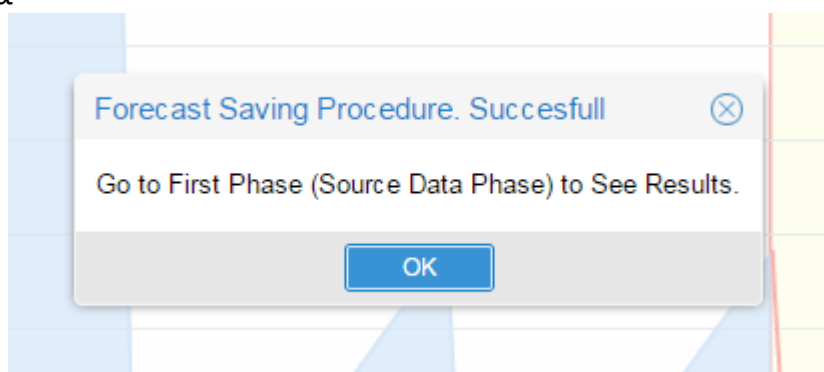 Forecast Saving Procedure. Succesfull
Go to First Phase (Source Data Phase) to See Results.
OK